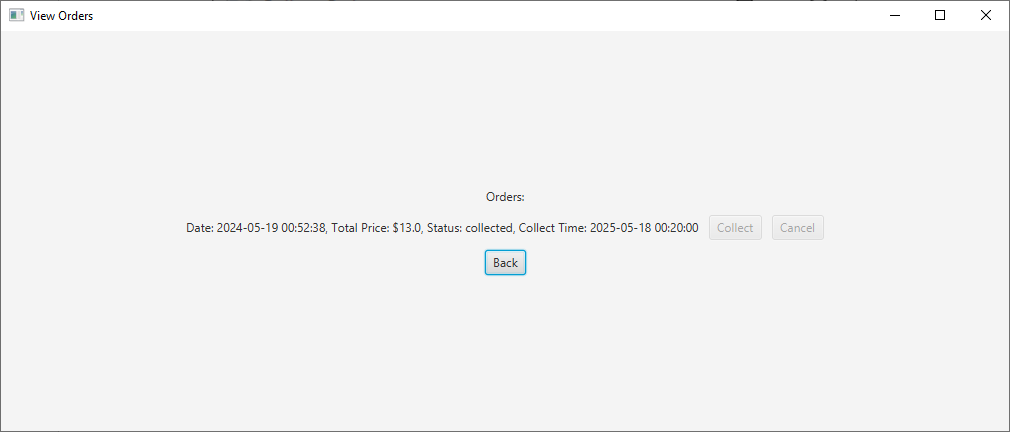 View Orders
Orders:
Date: 2024-05-19 00:52:38, Total Price: $13.0, Status: collected, Collect Time: 2025-05-18 00:20:00 Collect Cancel
Back